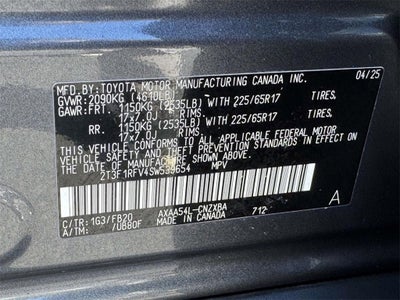 MFD.BY:TOYOTA MOTOR MANUFACTURING CANADA INC. 04/25
GVWR: 2090KG (4610LB)
GAWR:FRT. 1150KG (2535LB) WITH 225/65R17 TIRES.
17x7.0J
RR. 1150KG (2535LB) WITH 225/65R17 TIRES.
17x7.0J
THIS VEHICLE CONFORMS TO ALL APPLICABLE FEDERAL MOTOR
VEHICLE SAFETY, BUMPER, AND THEFT PREVENTION STANDARDS IN EFFECT
ON THE DATE OF MANUFACTURE SHOWN ABOVE.
2T3F1RFV4SW539654 MPV
C/TR: 1G3/FB20 AXAA54L-CNZXBA 712 A
A/TM: /UB80F MADE IN CANADA